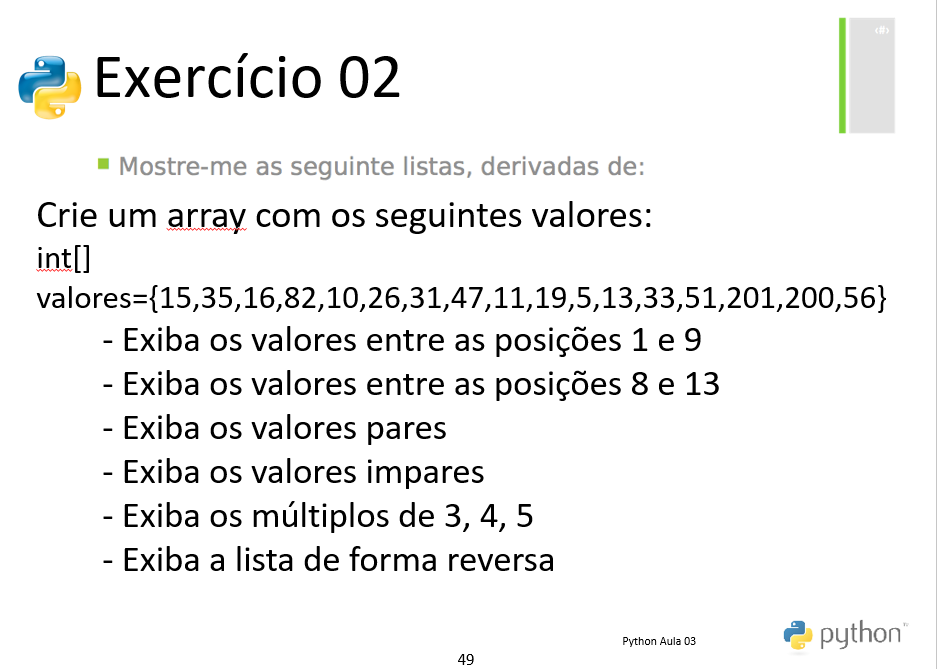 ‹#›
Exercício 02
Mostre-me as seguinte listas, derivadas de:
Crie um array com os seguintes valores:
int[]
valores={15,35,16,82,10,26,31,47,11,19,5,13,33,51,201,200,56}
- Exiba os valores entre as posições 1 e 9
- Exiba os valores entre as posições 8 e 13
- Exiba os valores pares
- Exiba os valores impares
- Exiba os múltiplos de 3, 4, 5
- Exiba a lista de forma reversa
Python Aula 03
python™
49